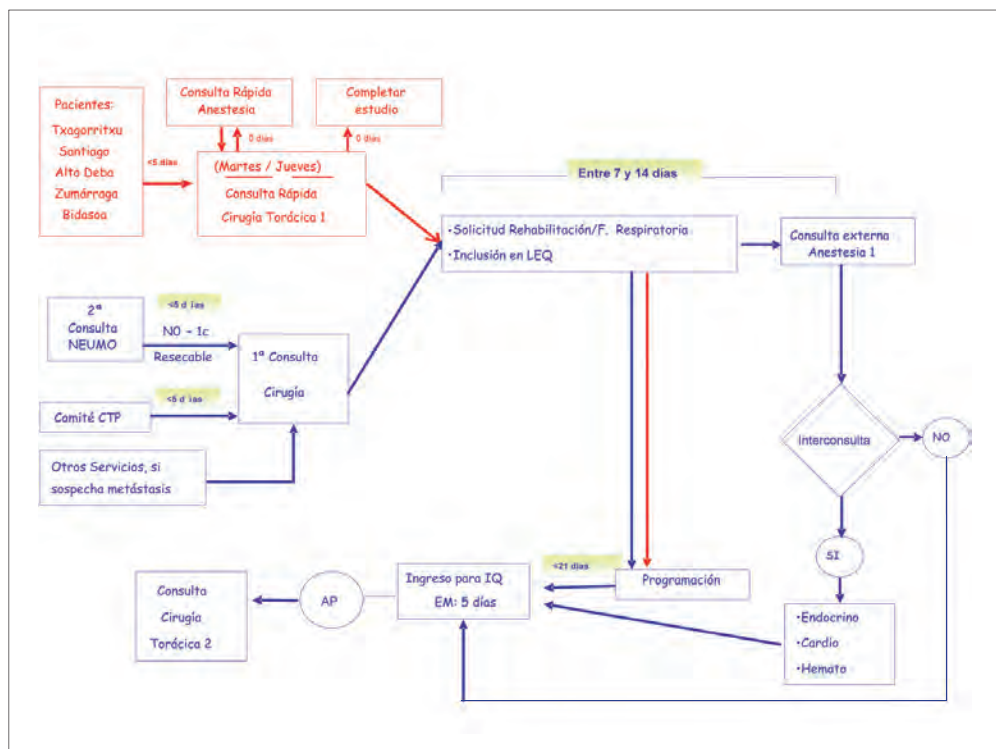 Pacientes:
Txagorritxu
Santiago
Alto Deba
Zumárraga
Bidasoa
<5 días
Consulta Rápida
Anestesia
0 días
Completar
estudio
0 días
(Martes / Jueves)
Consulta Rápida
Cirugía Torácica 1
Entre 7 y 14 días
•Solicitud Rehabilitación/F. Respiratoria
•Inclusión en LEQ
Consulta externa
Anestesia 1
2ª
Consulta
NEUMO
<5 d ías
N0 – 1c
Resecable
1ª Consulta
Cirugía
Comité CTP
<5 d ías
Otros Servicios, si
sospecha metástasis
Interconsulta
NO
SI
•Endocrino
•Cardio
•Hemato
Programación
<21 días
Ingreso para IQ
EM: 5 días
AP
Consulta
Cirugía
Torácica 2